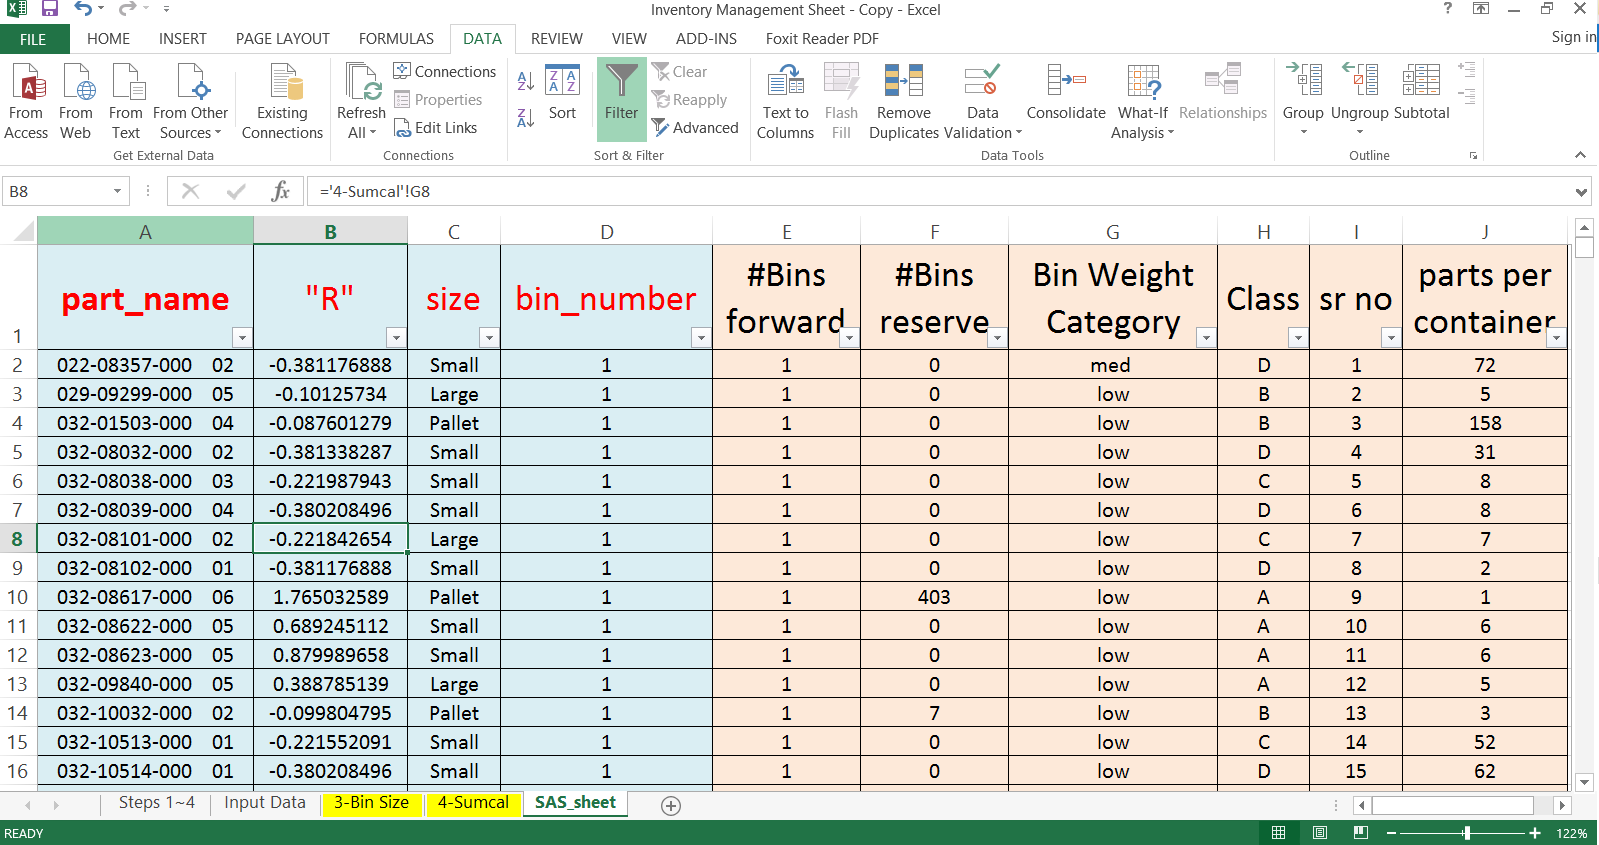 Inventory Management Sheet - Copy - Excel
?
FILE HOME INSERT PAGE LAYOUT FORMULAS DATA REVIEW VIEW ADD-INS Foxit Reader PDF Sign in
From Access
From Web
From Text
From Other Sources
Get External Data
Existing Connections
Refresh All
Connections
Properties
Edit Links
Connections
Sort
Filter
Clear
Reapply
Advanced
Sort & Filter
Text to Columns
Flash Fill
Remove Duplicates
Data Validation
Consolidate
What-If Analysis
Relationships
Data Tools
Group
Ungroup
Subtotal
Outline
B8 fx ='4-Sumcal'!G8
A B C D E F G H I J
1 part_name "R" size bin_number #Bins forward #Bins reserve Bin Weight Category Class sr no parts per container
2 022-08357-000 02 -0.381176888 Small 1 1 0 med D 1 72
3 029-09299-000 05 -0.10125734 Large 1 1 0 low B 2 5
4 032-01503-000 04 -0.087601279 Pallet 1 1 0 low B 3 158
5 032-08032-000 02 -0.381338287 Small 1 1 0 low D 4 31
6 032-08038-000 03 -0.221987943 Small 1 1 0 low C 5 8
7 032-08039-000 04 -0.380208496 Small 1 1 0 low D 6 8
8 032-08101-000 02 -0.221842654 Large 1 1 0 low C 7 7
9 032-08102-000 01 -0.381176888 Small 1 1 0 low D 8 2
10 032-08617-000 06 1.765032589 Pallet 1 1 403 low A 9 1
11 032-08622-000 05 0.689245112 Small 1 1 0 low A 10 6
12 032-08623-000 05 0.879989658 Small 1 1 0 low A 11 6
13 032-09840-000 05 0.388785139 Large 1 1 0 low A 12 5
14 032-10032-000 02 -0.099804795 Pallet 1 1 7 low B 13 3
15 032-10513-000 01 -0.221552091 Small 1 1 0 low C 14 52
16 032-10514-000 01 -0.380208496 Small 1 1 0 low D 15 62
Steps 1~4 Input Data 3-Bin Size 4-Sumcal SAS_sheet
READY 122%